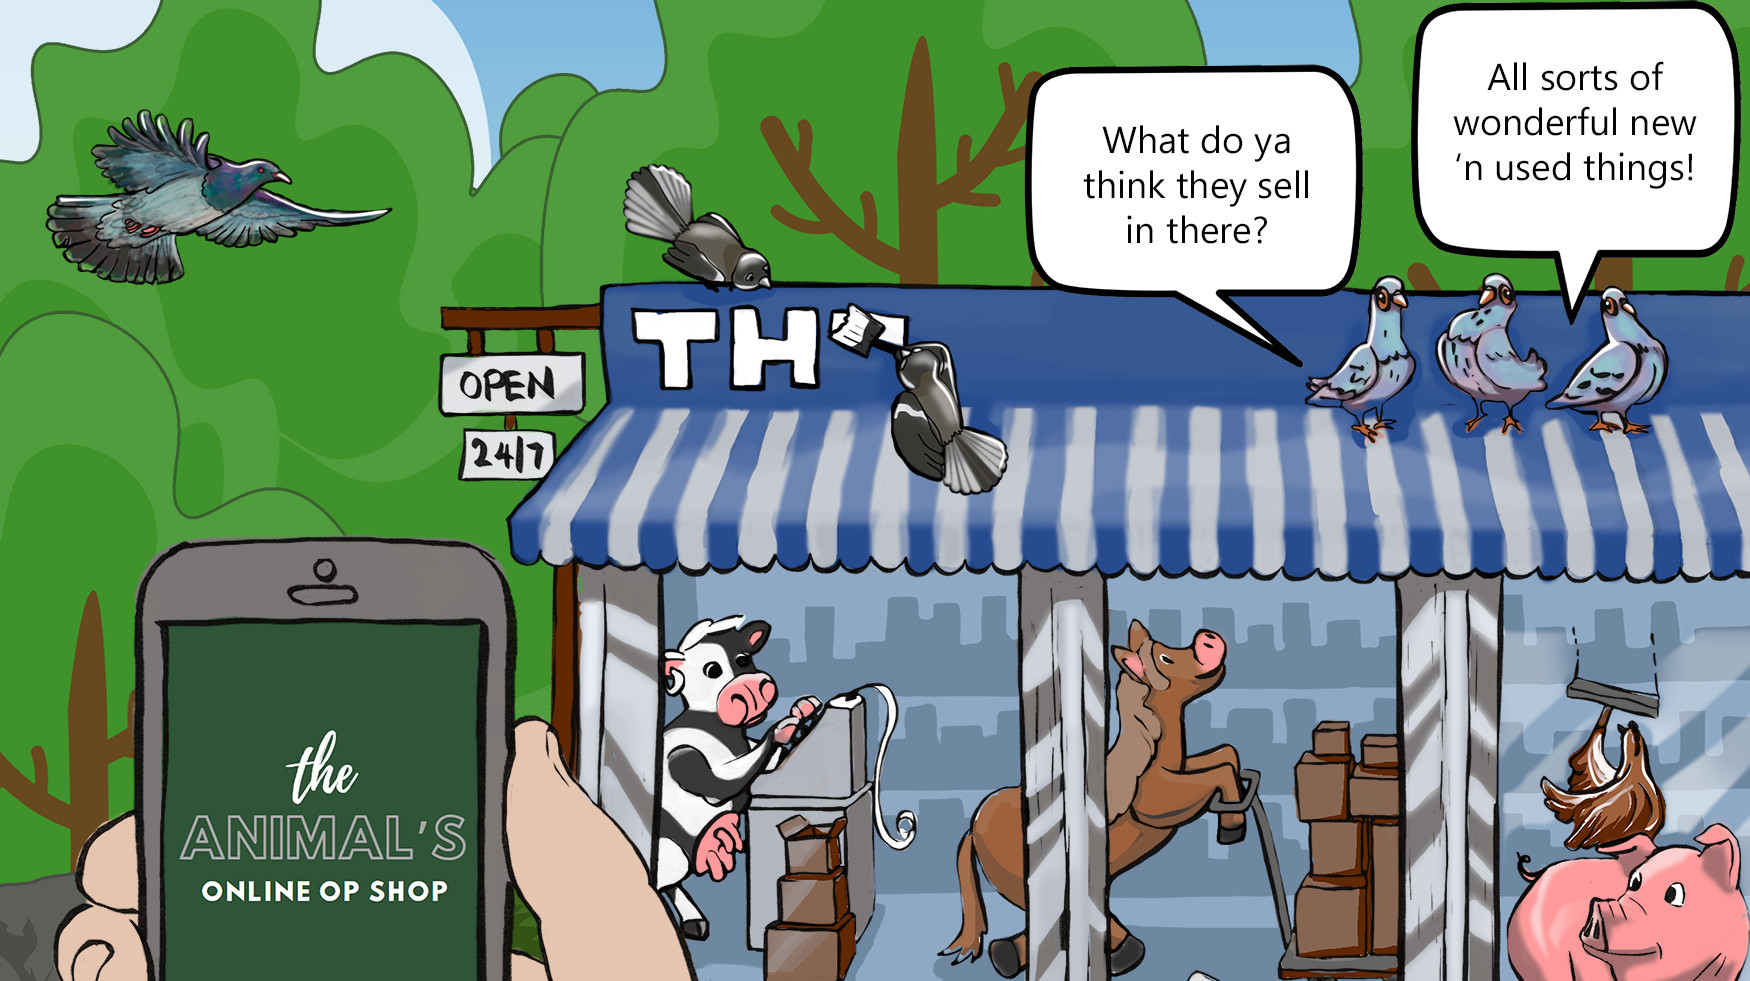 What do ya
think they sell
in there?
All sorts of
wonderful new
‘n used things!
TH
OPEN
24/7
the
ANIMAL’S
ONLINE OP SHOP